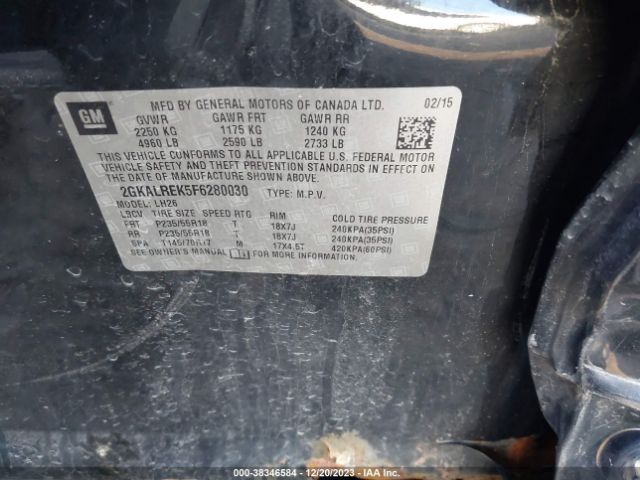 GM
MFD BY GENERAL MOTORS OF CANADA LTD. 02/15
GVWR GAWR FRT GAWR RR
2250 KG 1175 KG 1240 KG
4960 LB 2590 LB 2733 LB
THIS VEHICLE CONFORMS TO ALL APPLICABLE U.S. FEDERAL MOTOR
VEHICLE SAFETY AND THEFT PREVENTION STANDARDS IN EFFECT ON
THE DATE OF MANUFACTURE SHOWN ABOVE.
2GKALREK5F6280030 TYPE: M.P.V.
MODEL: LH26
LOCV TIRE SIZE SPEED RTG RIM COLD TIRE PRESSURE
FRT P235/55R18 T 18X7J 240KPA(35PSI)
RR P235/55R18 T 18X7J 240KPA(35PSI)
SPA T145/70R17 M 17X4.5T 420KPA(60PSI)
SEE OWNER'S MANUAL FOR MORE INFORMATION.
000-38346584 - 12/20/2023 - IAA Inc.